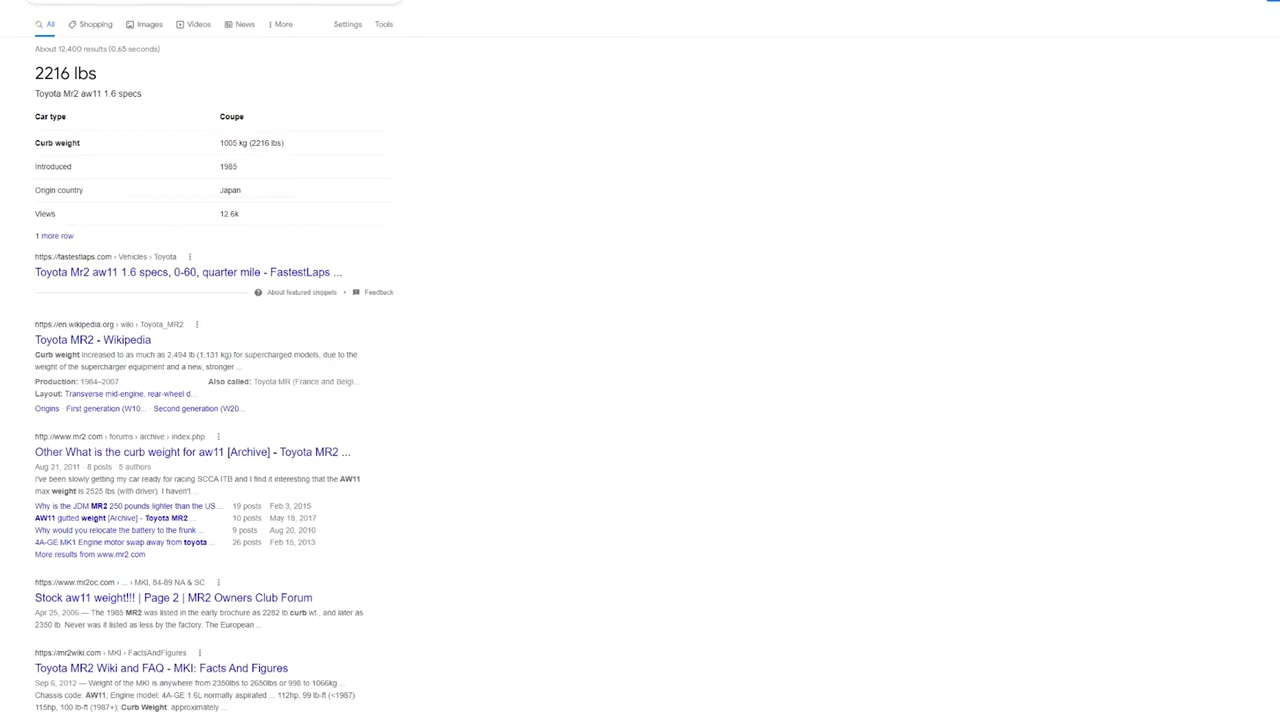 All Shopping Images Videos News More Settings Tools
About 12,400 results (0.65 seconds)
2216 lbs
Toyota Mr2 aw11 1.6 specs
Car type Coupe
Curb weight 1005 kg (2216 lbs)
Introduced 1985
Origin country Japan
Views 12.6k
1 more row
https://fastestlaps.com › Vehicles › Toyota
Toyota Mr2 aw11 1.6 specs, 0-60, quarter mile - FastestLaps ...
About featured snippets • Feedback
https://en.wikipedia.org › wiki › Toyota_MR2
Toyota MR2 - Wikipedia
Curb weight increased to as much as 2,494 lb (1,131 kg) for supercharged models, due to the
weight of the supercharger equipment and a new, stronger ...
Production: 1984–2007 Also called: Toyota MR (France and Belgi...
Layout: Transverse mid-engine, rear-wheel d...
Origins · First generation (W10... · Second generation (W20...
http://www.mr2.com › forums › archive › index.php
Other What is the curb weight for aw11 [Archive] - Toyota MR2 ...
Aug 21, 2011 · 8 posts · 5 authors
I've been slowly getting my car ready for racing SCCA ITB and I find it interesting that the AW11
max weight is 2525 lbs (with driver). I haven't ...
Why is the JDM MR2 250 pounds lighter than the US ... 19 posts Feb 3, 2015
AW11 gutted weight [Archive] - Toyota MR2 ... 10 posts May 18, 2017
Why would you relocate the battery to the frunk ... 9 posts Aug 20, 2010
4A-GE MK1 Engine motor swap away from toyota ... 26 posts Feb 15, 2013
More results from www.mr2.com
https://www.mr2oc.com › ... › MKI, 84-89 NA & SC
Stock aw11 weight!!! | Page 2 | MR2 Owners Club Forum
Apr 25, 2006 — The 1985 MR2 was listed in the early brochure as 2282 lb curb wt., and later as
2350 lb. Never was it listed as less by the factory. The European ...
https://mr2wiki.com › MKI › FactsAndFigures
Toyota MR2 Wiki and FAQ - MKI: Facts And Figures
Sep 6, 2012 — Weight of the MKI is anywhere from 2350lbs to 2650lbs or 998 to 1066kg ...
Chassis code: AW11; Engine model: 4A-GE 1.6L normally aspirated ... 112hp, 99 lb-ft (<1987)
115hp, 100 lb-ft (1987+); Curb Weight: approximately ...